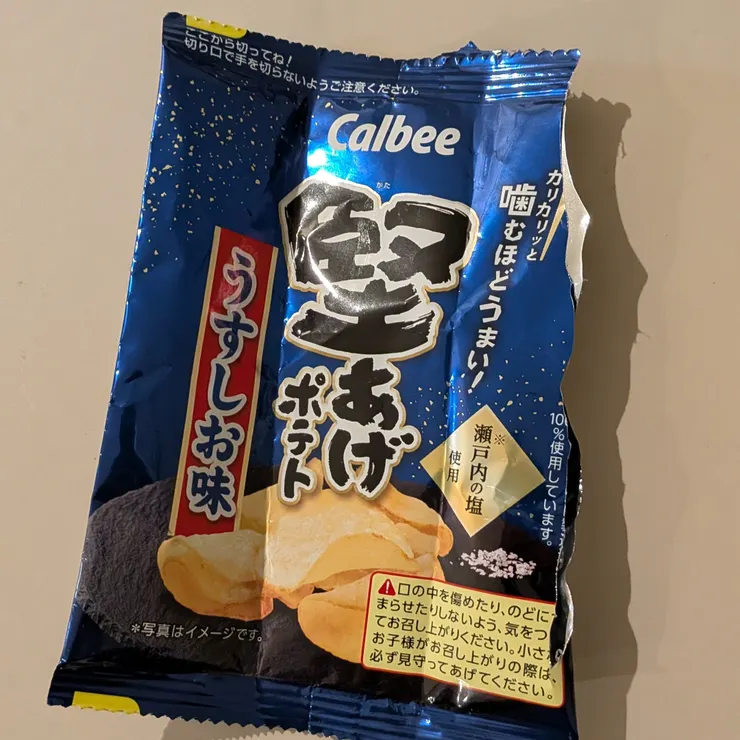 ここから切ってね!
切り口で手を切らないようご注意ください。
Calbee
カリカリッと
噛むほどうまい!
かた
堅あげ
ポテト
うすしお味
※
瀬戸内の塩
使用
10%使用しています。
*写真はイメージです。
口の中を傷めたり、のどに
まらせたりしないよう、気をつ
てお召し上がりください。小さ
お子様がお召し上がりの際は、
必ず見守ってあげてください。